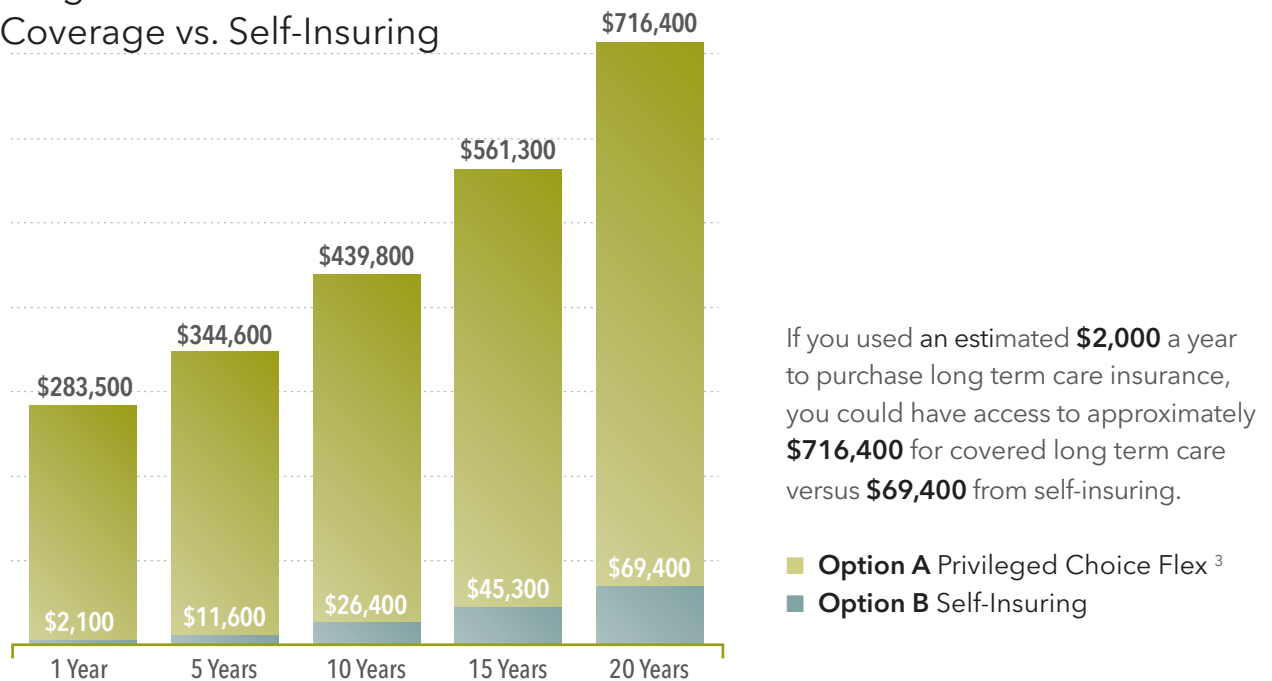 Coverage vs. Self-Insuring
$716,400
$561,300
$439,800
$344,600
$283,500
$2,100
$11,600
$26,400
$45,300
$69,400
1 Year
5 Years
10 Years
15 Years
20 Years
If you used an estimated $2,000 a year
to purchase long term care insurance,
you could have access to approximately
$716,400 for covered long term care
versus $69,400 from self-insuring.
Option A Privileged Choice Flex 3
Option B Self-Insuring